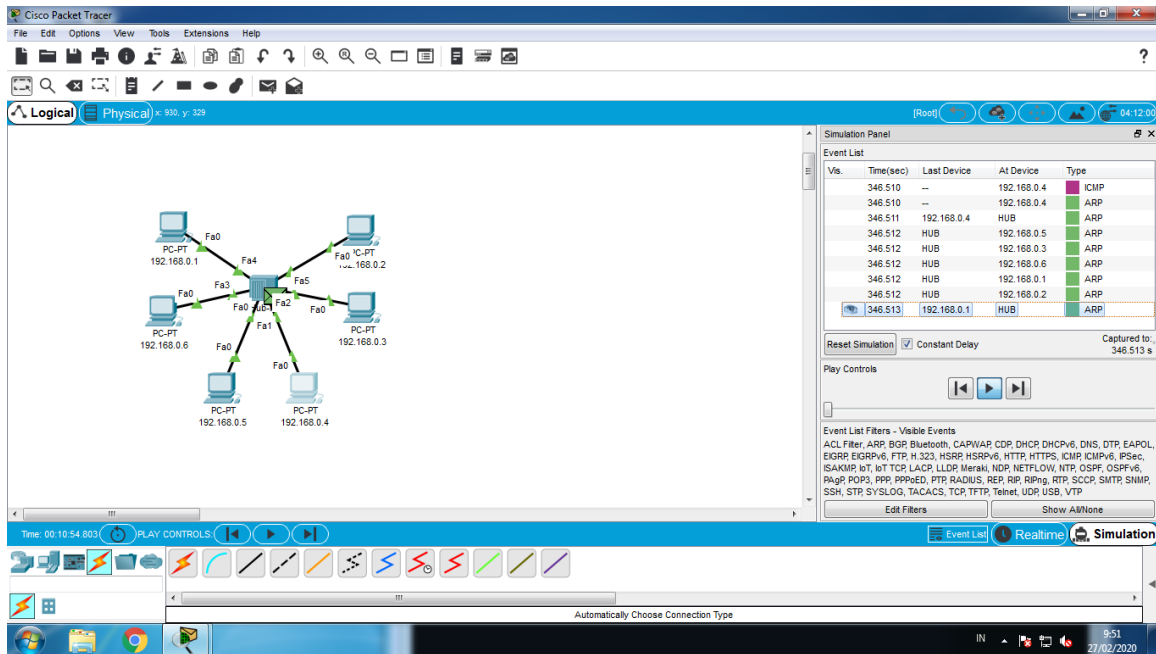 Cisco Packet Tracer
File Edit Options View Tools Extensions Help
?
Logical Physical x: 930, y: 329 [Root] 04:12:00
Simulation Panel
Event List
Vis. Time(sec) Last Device At Device Type
346.510 -- 192.168.0.4 ICMP
346.510 -- 192.168.0.4 ARP
346.511 192.168.0.4 HUB ARP
346.512 HUB 192.168.0.5 ARP
346.512 HUB 192.168.0.3 ARP
346.512 HUB 192.168.0.6 ARP
346.512 HUB 192.168.0.1 ARP
346.512 HUB 192.168.0.2 ARP
346.513 192.168.0.1 HUB ARP
Reset Simulation Constant Delay Captured to:
346.513 s
Play Controls
Event List Filters - Visible Events
ACL Filter, ARP, BGP, Bluetooth, CAPWAP, CDP, DHCP, DHCPv6, DNS, DTP, EAPOL,
EIGRP, EIGRPv6, FTP, H.323, HSRP, HSRPv6, HTTP, HTTPS, ICMP, ICMPv6, IPSec,
ISAKMP, IoT, IoT TCP, LACP, LLDP, Meraki, NDP, NETFLOW, NTP, OSPF, OSPFv6,
PAgP, POP3, PPP, PPPoED, PTP, RADIUS, REP, RIP, RIPng, RTP, SCCP, SMTP, SNMP,
SSH, STP, SYSLOG, TACACS, TCP, TFTP, Telnet, UDP, USB, VTP
Edit Filters Show All/None
Fa0
PC-PT
192.168.0.1
Fa4
Fa0
PC-PT
192.168.0.2
Fa5
Fa3
Fa0
PC-PT
192.168.0.6
Fa0
Fa2
Fa1
Fa0
PC-PT
192.168.0.3
Fa0
PC-PT
192.168.0.5
Fa0
PC-PT
192.168.0.4
Time: 00:10:54.803 PLAY CONTROLS: Event List Realtime Simulation
Automatically Choose Connection Type
IN 9:51
27/02/2020